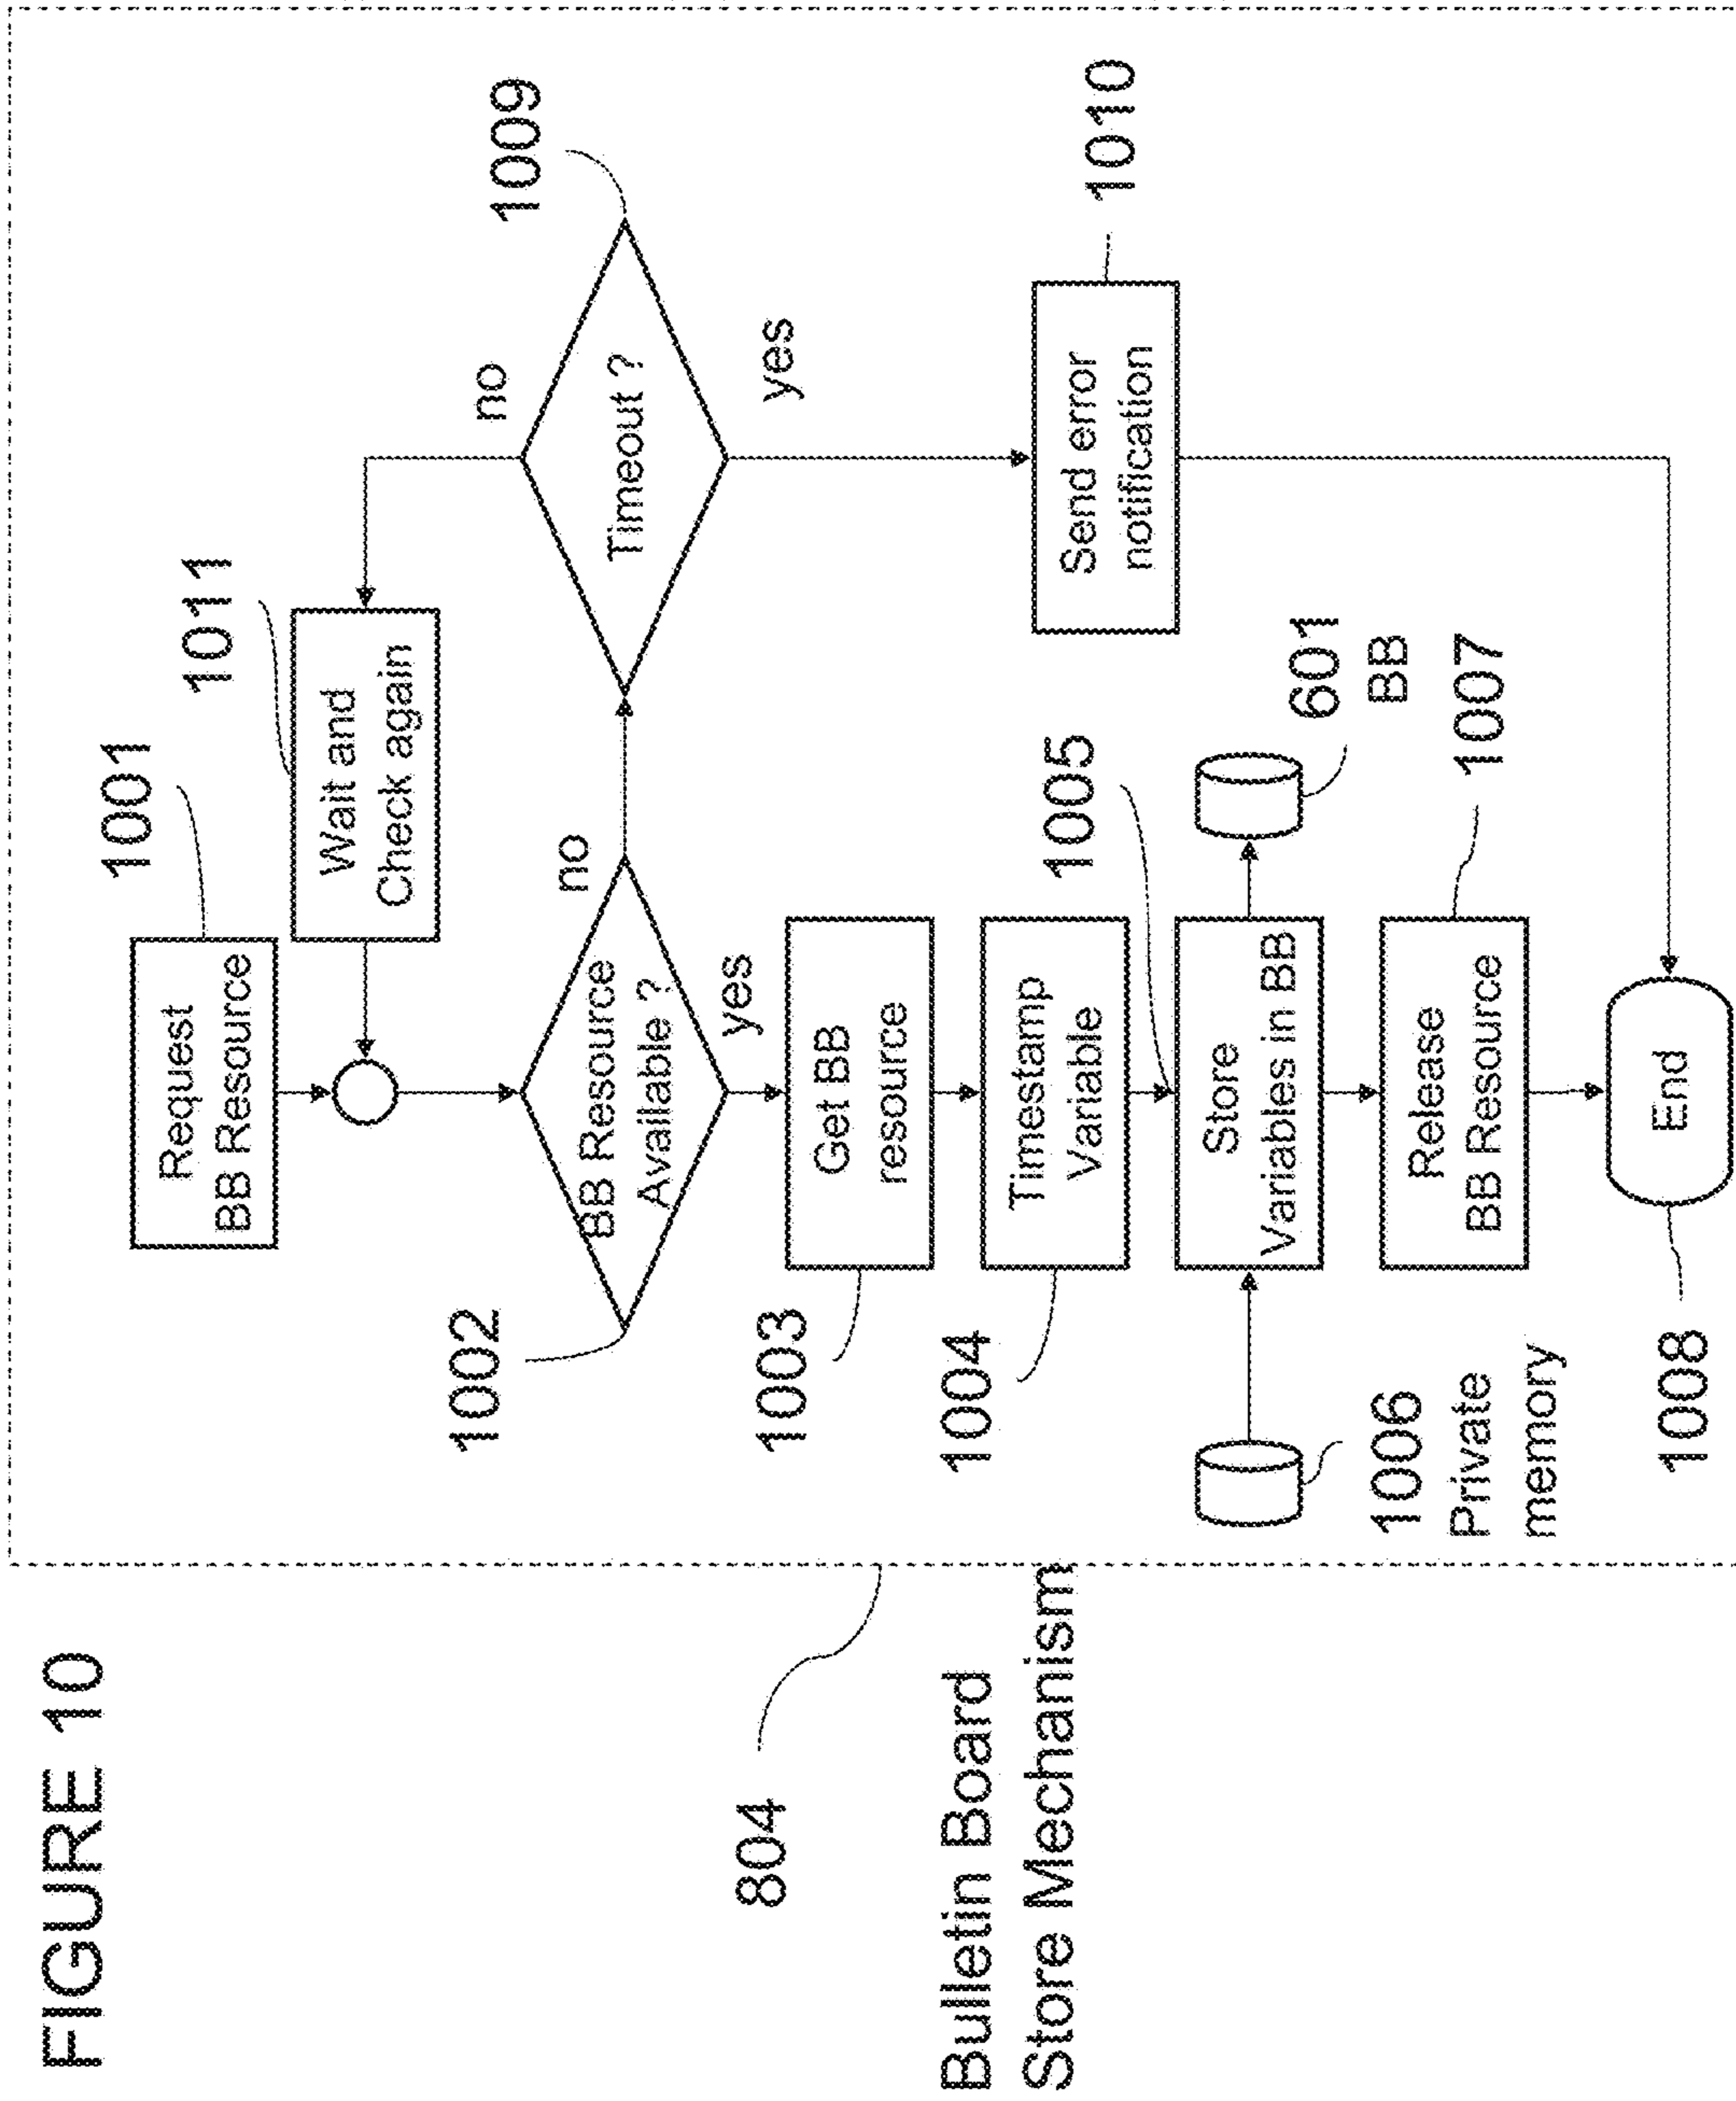 FIGURE 10
804
Bulletin Board
Store Mechanism
1001
Request
BB Resource
1011
Wait and
Check again
1002
BB Resource
Available ?
no
yes
1009
Timeout ?
no
yes
1003
Get BB
resource
1004
Timestamp
Variable
1005
Store
Variables in BB
1006
Private
memory
601
BB
1007
Release
BB Resource
1010
Send error
notification
1008
End